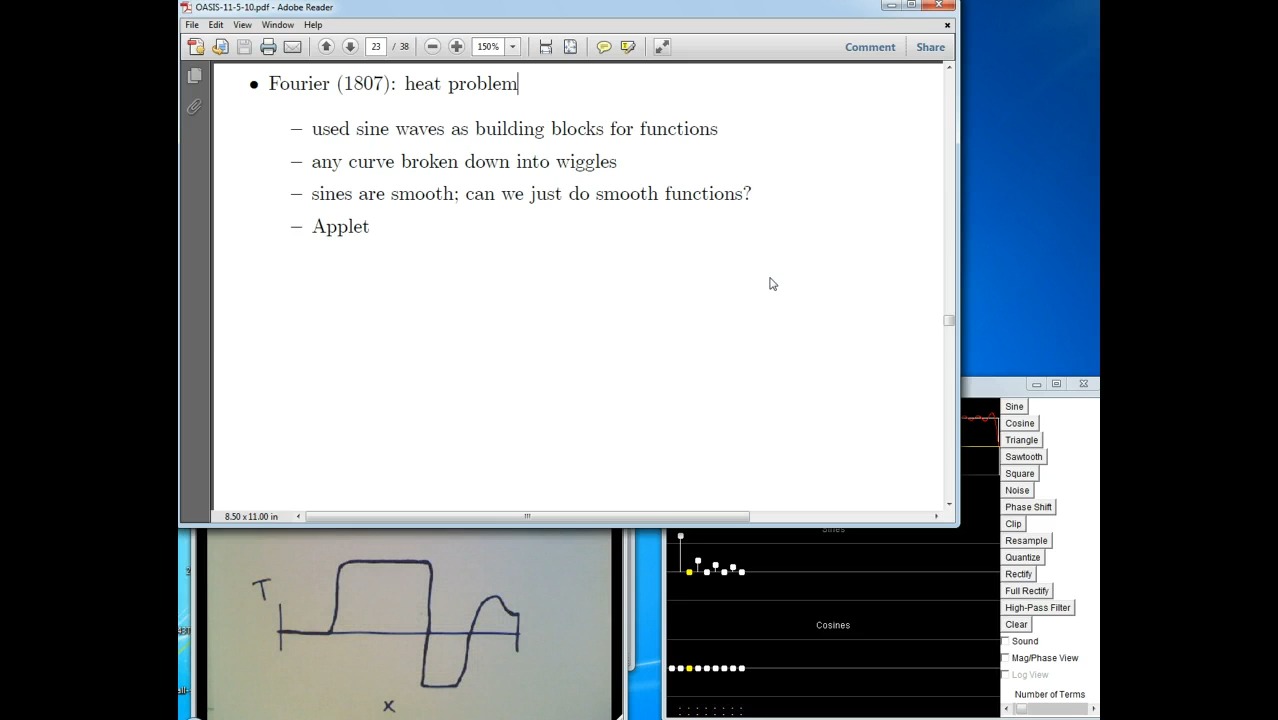 OASIS-11-5-10.pdf - Adobe Reader
File Edit View Window Help
23 / 38 150% Comment Share
• Fourier (1807): heat problem
– used sine waves as building blocks for functions
– any curve broken down into wiggles
– sines are smooth; can we just do smooth functions?
– Applet
8.50 x 11.00 in
Sine
Cosine
Triangle
Sawtooth
Square
Noise
Phase Shift
Clip
Resample
Quantize
Rectify
Full Rectify
High-Pass Filter
Clear
Sound
Mag/Phase View
Log View
Number of Terms
Sines
Cosines
T
x